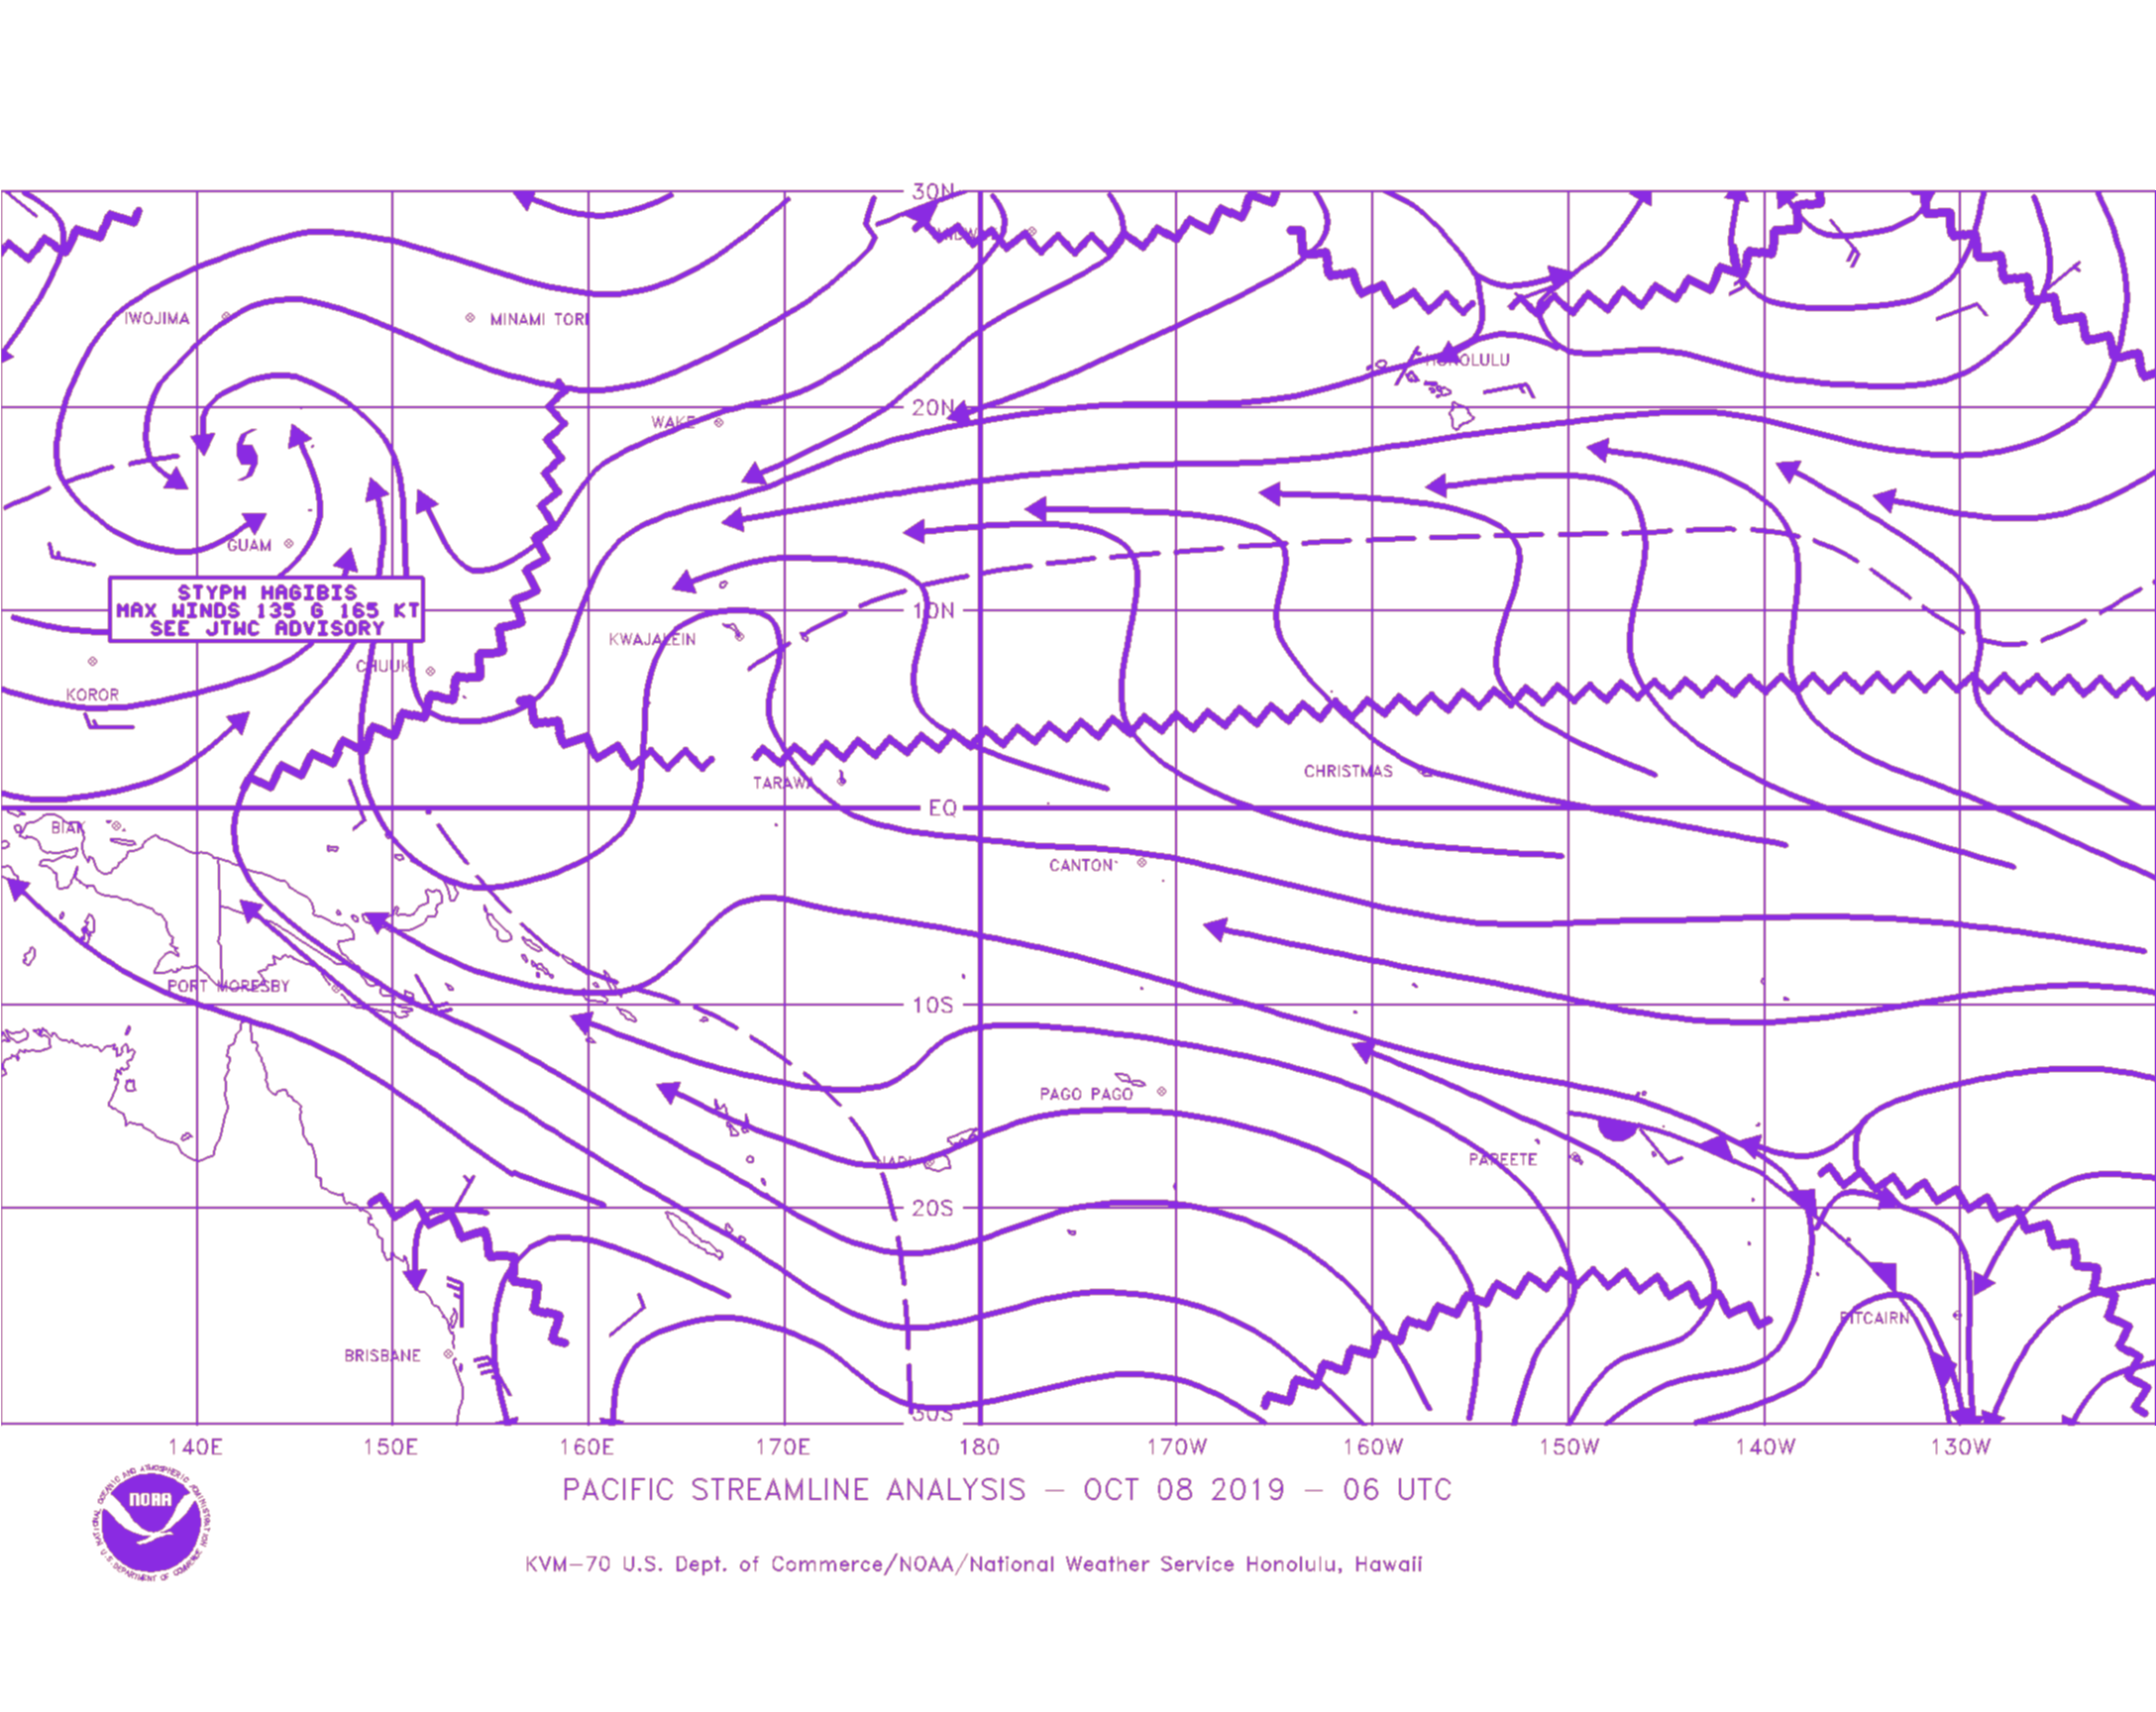 30N
IWOJIMA
MINAMI TORI
HONOLULU
20N
WAKE
GUAM
STYPH HAGIBIS
MAX WINDS 135 G 165 KT
SEE JTWC ADVISORY
10N
KWAJALEIN
CHUUK
KOROR
TARAWA
CHRISTMAS
EQ
BIAK
CANTON
PORT MORESBY
10S
PAGO PAGO
NADI
PAPEETE
20S
PITCAIRN
BRISBANE
30S
140E 150E 160E 170E 180 170W 160W 150W 140W 130W
PACIFIC STREAMLINE ANALYSIS – OCT 08 2019 – 06 UTC
NOAA
NATIONAL OCEANIC AND ATMOSPHERIC ADMINISTRATION
U.S. DEPARTMENT OF COMMERCE
KVM–70 U.S. Dept. of Commerce/NOAA/National Weather Service Honolulu, Hawaii